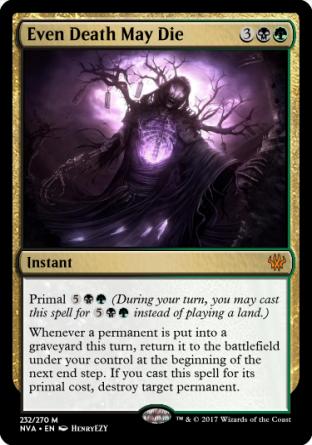 Even Death May Die 3
Instant
Primal 5 (During your turn, you may cast
this spell for 5 instead of playing a land.)
Whenever a permanent is put into a
graveyard this turn, return it to the battlefield
under your control at the beginning of the
next end step. If you cast this spell for its
primal cost, destroy target permanent.
232/270 M
NVA • EN HENRYEZY
™ & © 2017 Wizards of the Coast